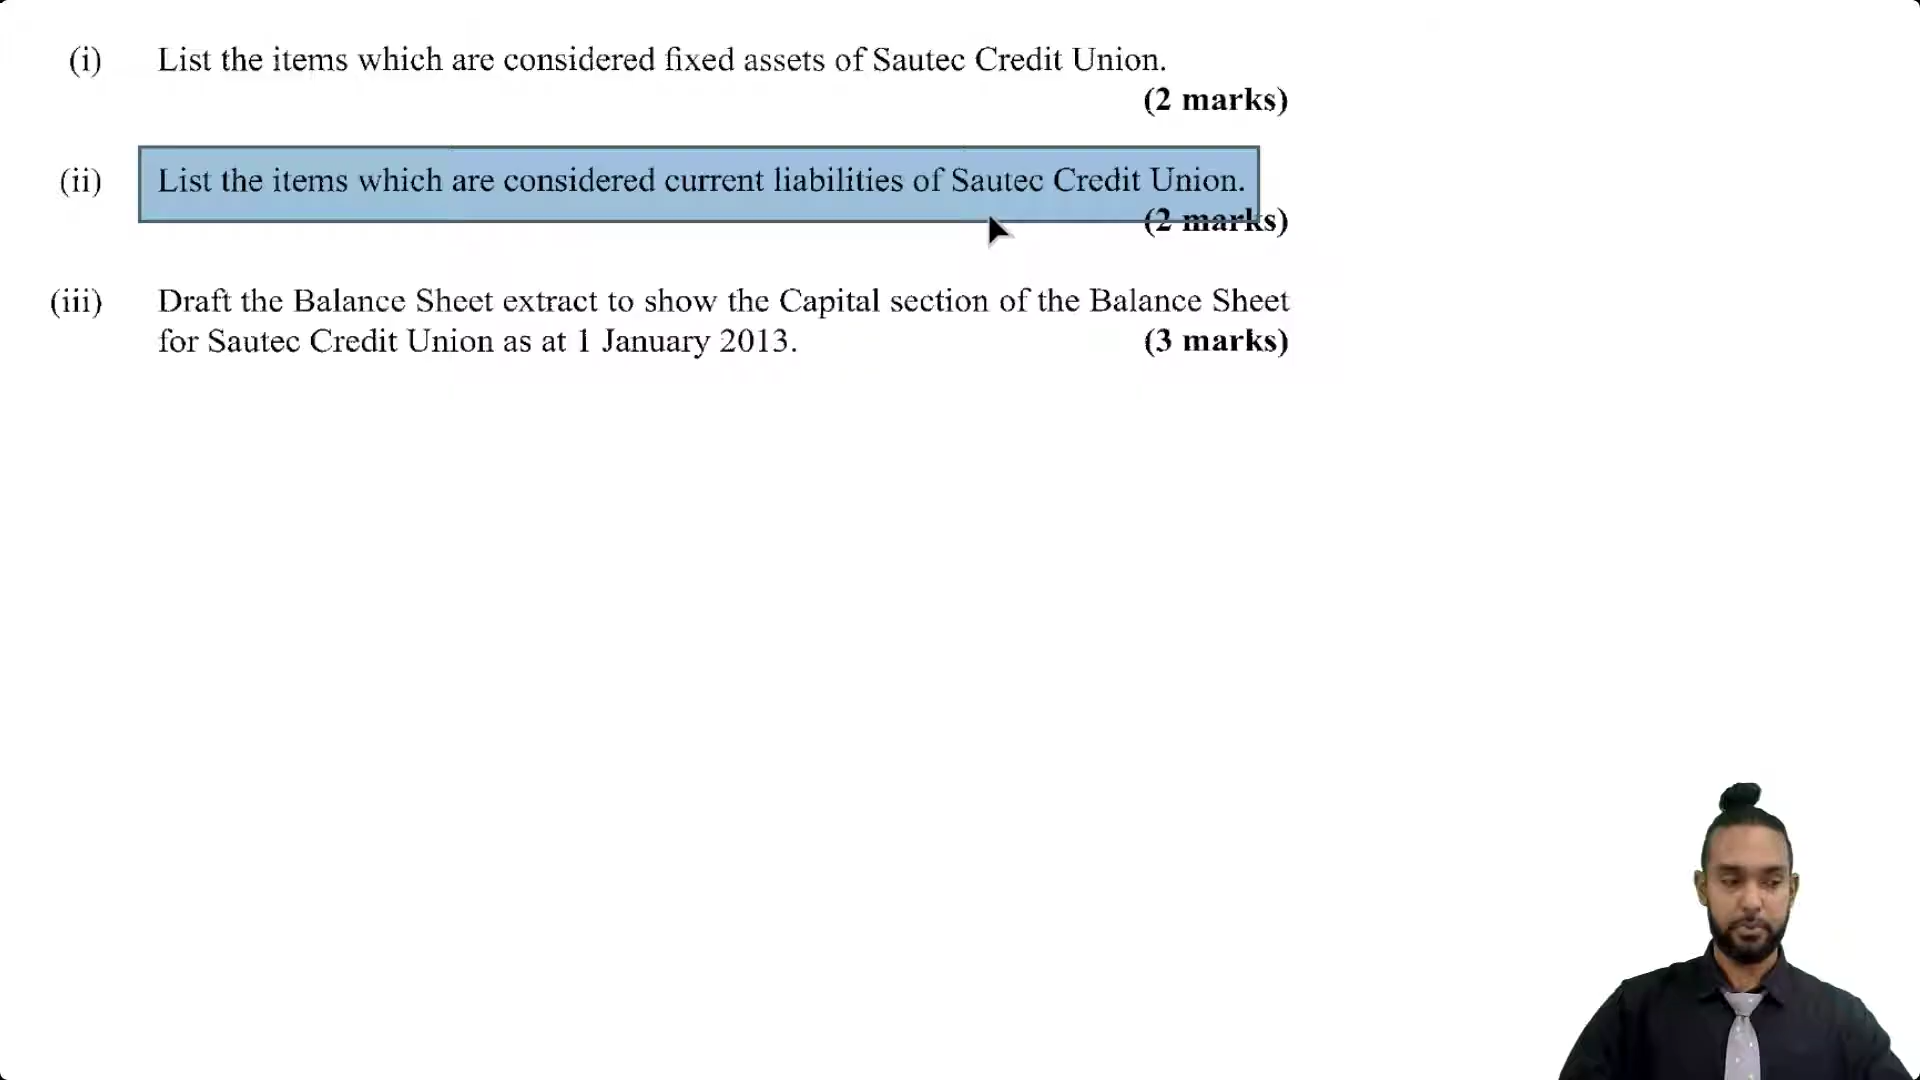 (i) List the items which are considered fixed assets of Sautec Credit Union.
(2 marks)
(ii) List the items which are considered current liabilities of Sautec Credit Union.
(2 marks)
(iii) Draft the Balance Sheet extract to show the Capital section of the Balance Sheet
for Sautec Credit Union as at 1 January 2013. (3 marks)